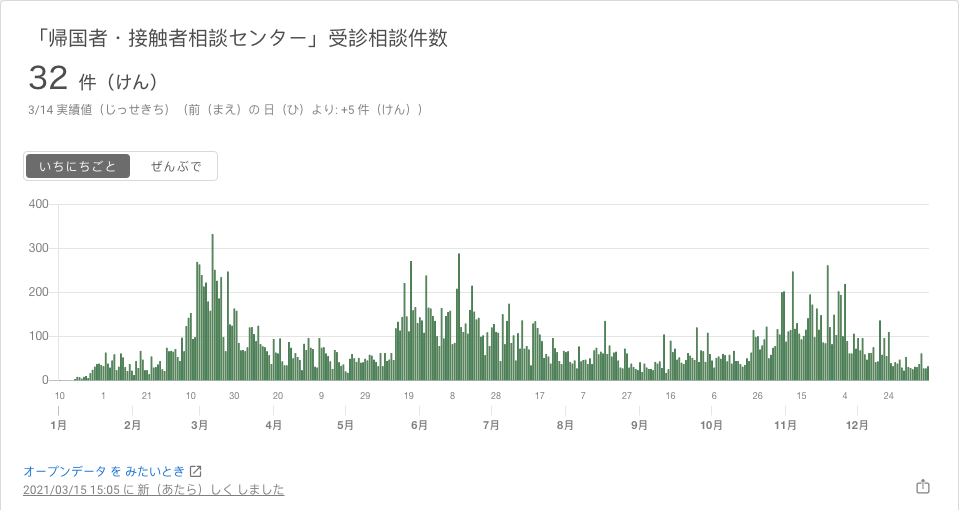 「帰国者・接触者相談センター」受診相談件数
32 件（けん）
3/14 実績値（じっせきち）（前（まえ）の 日（ひ）より: +5 件（けん））
いちにちごと ぜんぶで
400
300
200
100
0
10 1 21 10 30 20 9 29 19 8 28 17 7 27 16 6 26 15 4 24
1月 2月 3月 4月 5月 6月 7月 8月 9月 10月 11月 12月
オープンデータ を みたいとき
2021/03/15 15:05 に 新（あたら）しく しました